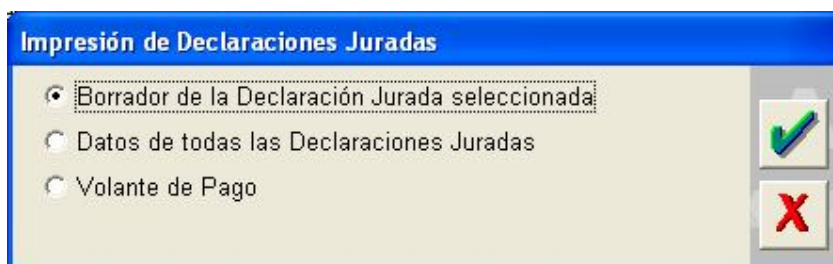 Impresión de Declaraciones Juradas
Borrador de la Declaración Jurada seleccionada
Datos de todas las Declaraciones Juradas
Volante de Pago